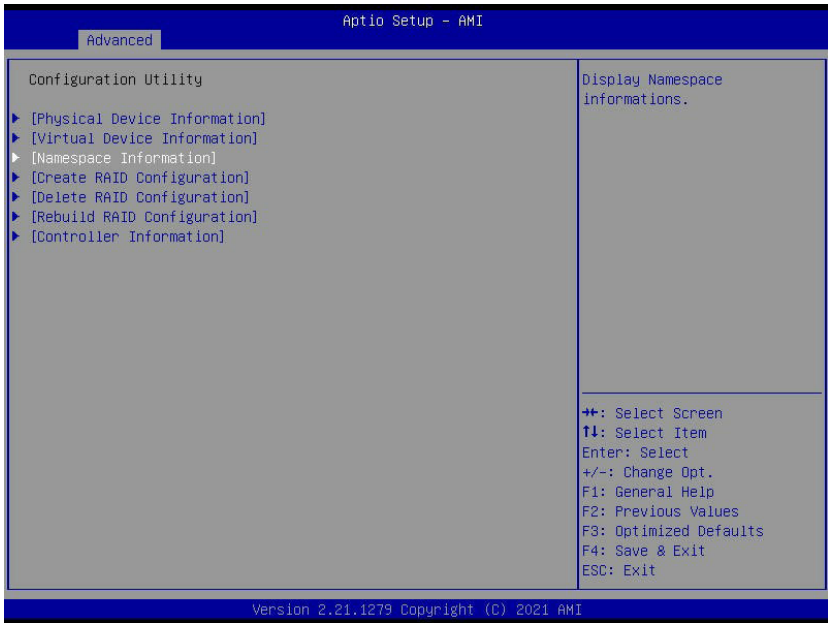 Aptio Setup - AMI
Advanced
Configuration Utility
[Physical Device Information]
[Virtual Device Information]
[Namespace Information]
[Create RAID Configuration]
[Delete RAID Configuration]
[Rebuild RAID Configuration]
[Controller Information]
Display Namespace
informations.
→←: Select Screen
↑↓: Select Item
Enter: Select
+/-: Change Opt.
F1: General Help
F2: Previous Values
F3: Optimized Defaults
F4: Save & Exit
ESC: Exit
Version 2.21.1279 Copyright (C) 2021 AMI